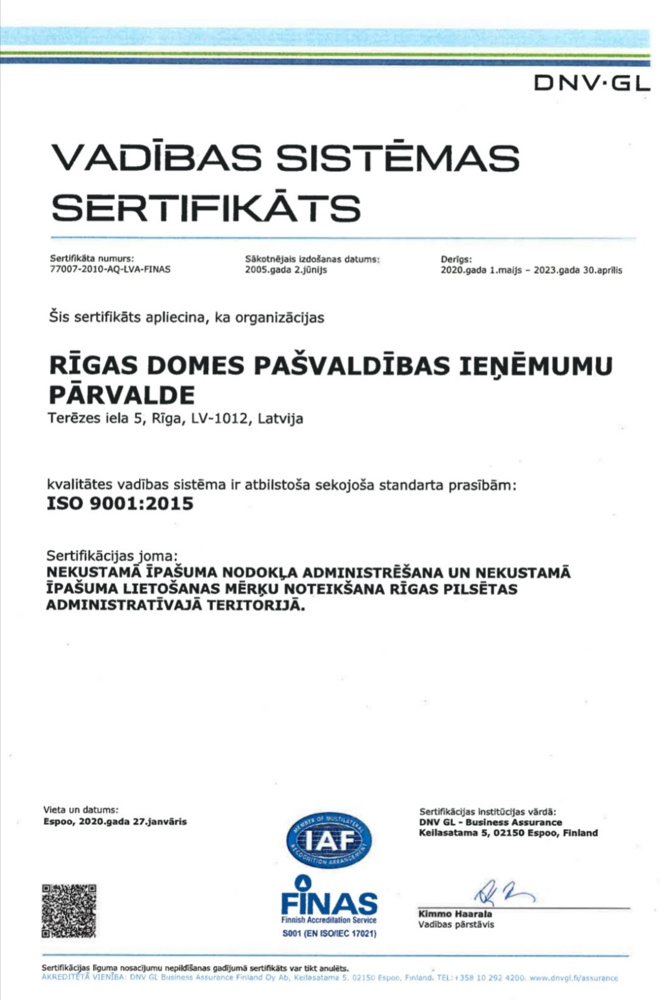 DNV·GL
VADĪBAS SISTĒMAS
SERTIFIKĀTS
Sertifikāta numurs:
77007-2010-AQ-LVA-FINAS
Sākotnējais izdošanas datums:
2005.gada 2.jūnijs
Derīgs:
2020.gada 1.maijs – 2023.gada 30.aprīlis
Šis sertifikāts apliecina, ka organizācijas
RĪGAS DOMES PAŠVALDĪBAS IEŅĒMUMU
PĀRVALDE
Terēzes iela 5, Rīga, LV-1012, Latvija
kvalitātes vadības sistēma ir atbilstoša sekojoša standarta prasībām:
ISO 9001:2015
Sertifikācijas joma:
NEKUSTAMĀ ĪPAŠUMA NODOKĻA ADMINISTRĒŠANA UN NEKUSTAMĀ
ĪPAŠUMA LIETOŠANAS MĒRĶU NOTEIKŠANA RĪGAS PILSĒTAS
ADMINISTRATĪVAJĀ TERITORIJĀ.
Vieta un datums:
Espoo, 2020.gada 27.janvāris
MEMBER OF MULTILATERAL
IAF
RECOGNITION ARRANGEMENT
FINAS
Finnish Accreditation Service
S001 (EN ISO/IEC 17021)
Sertifikācijas institūcijas vārdā:
DNV GL - Business Assurance
Keilasatama 5, 02150 Espoo, Finland
Kimmo Haarala
Vadības pārstāvis
Sertifikācijas līguma nosacījumu nepildīšanas gadījumā sertifikāts var tikt anulēts.
AKREDITĒTĀ VIENĪBA: DNV GL Business Assurance Finland Oy Ab, Keilasatama 5, 02150 Espoo, Finland. TEL:+358 10 292 4200. www.dnvgl.fi/assurance